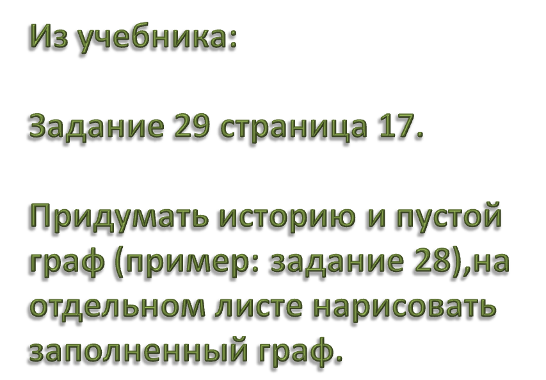 Из учебника:
Задание 29 страница 17.
Придумать историю и пустой
граф (пример: задание 28),на
отдельном листе нарисовать
заполненный граф.